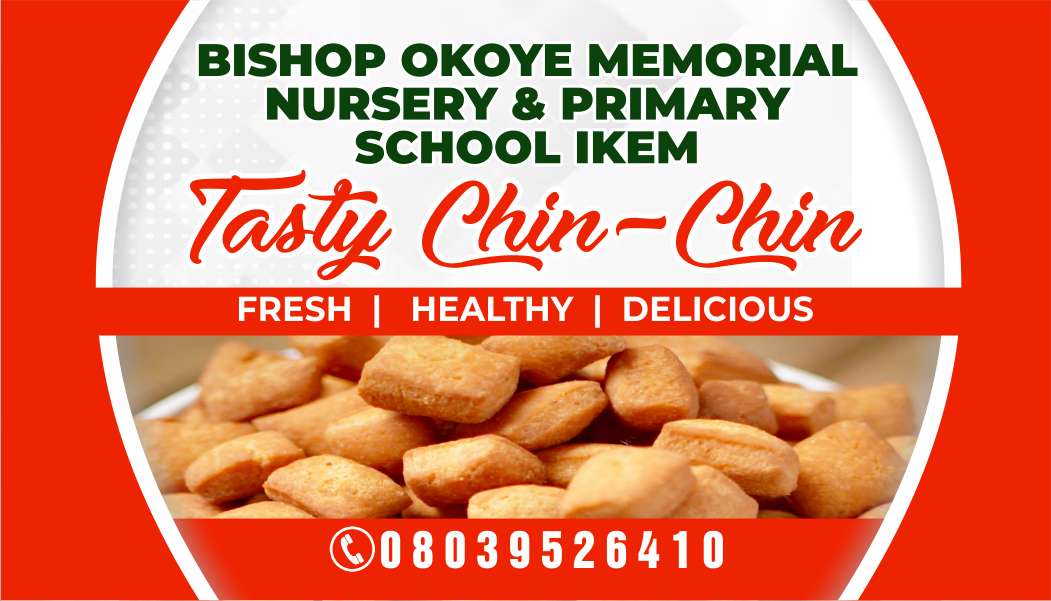 BISHOP OKOYE MEMORIAL
NURSERY & PRIMARY
SCHOOL IKEM
Tasty Chin-Chin
FRESH | HEALTHY | DELICIOUS
08039526410